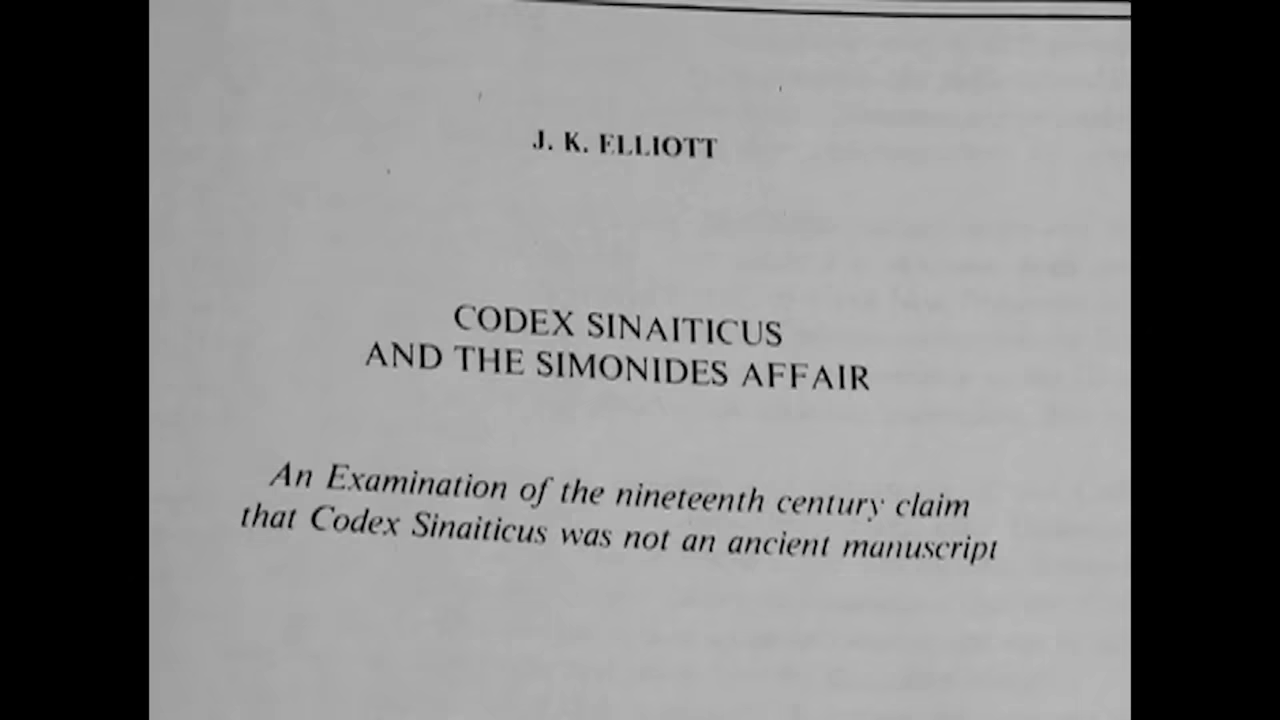 J. K. ELLIOTT
CODEX SINAITICUS
AND THE SIMONIDES AFFAIR
An Examination of the nineteenth century claim
that Codex Sinaiticus was not an ancient manuscript